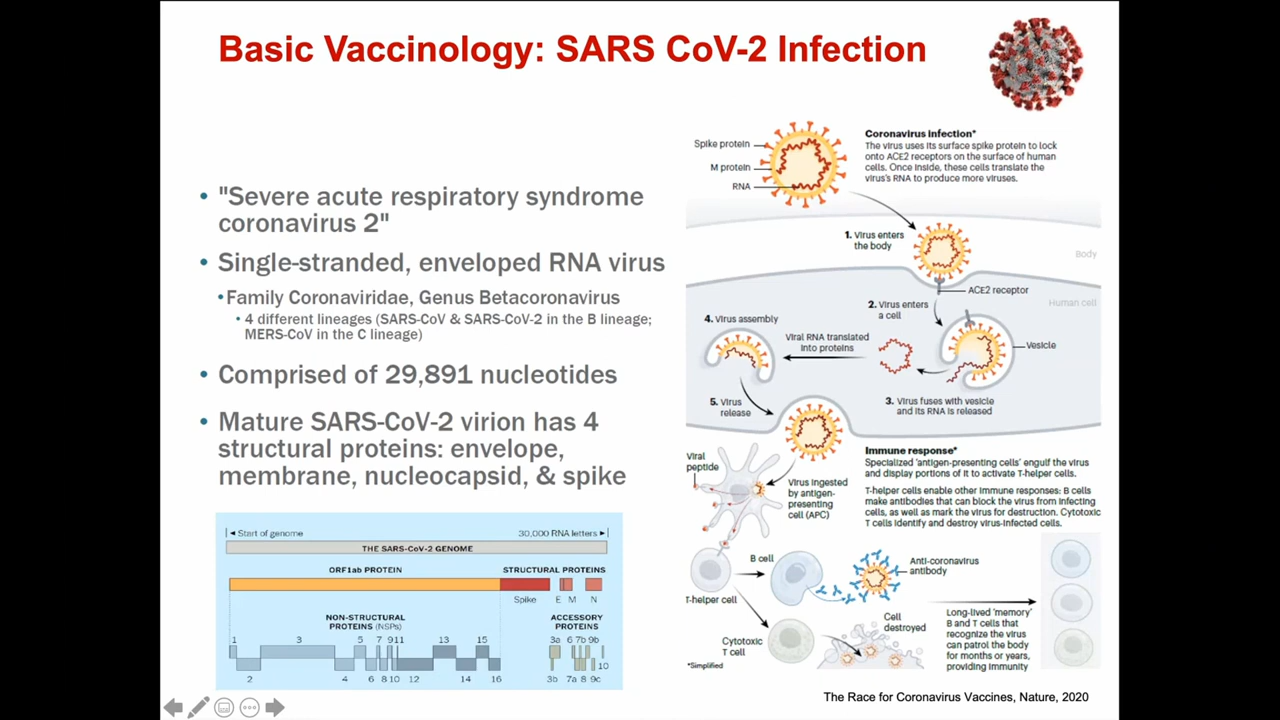 Basic Vaccinology: SARS CoV-2 Infection
• "Severe acute respiratory syndrome
coronavirus 2"
• Single-stranded, enveloped RNA virus
• Family Coronaviridae, Genus Betacoronavirus
• 4 different lineages (SARS-CoV & SARS-CoV-2 in the B lineage;
MERS-CoV in the C lineage)
• Comprised of 29,891 nucleotides
• Mature SARS-CoV-2 virion has 4
structural proteins: envelope,
membrane, nucleocapsid, & spike
Start of genome
30,000 RNA letters
THE SARS-CoV-2 GENOME
ORF1ab PROTEIN
STRUCTURAL PROTEINS
Spike E M N
NON-STRUCTURAL
PROTEINS (NSPs)
ACCESSORY
PROTEINS
1 3 5 7 9 11 13 15
3a 6 7b 9b
2 4 6 8 10 12 14 16
10
3b 7a 8 9c
Spike protein
M protein
RNA
Coronavirus infection*
The virus uses its surface spike protein to lock
onto ACE2 receptors on the surface of human
cells. Once inside, these cells translate the
virus's RNA to produce more viruses.
1. Virus enters
the body
Body
ACE2 receptor
Human cell
2. Virus enters
a cell
4. Virus assembly
Viral RNA translated
into proteins
Vesicle
3. Virus fuses with vesicle
and its RNA is released
5. Virus
release
Immune response*
Specialized 'antigen-presenting cells' engulf the virus
and display portions of it to activate T-helper cells.
T-helper cells enable other immune responses: B cells
make antibodies that can block the virus from infecting
cells, as well as mark the virus for destruction. Cytotoxic
T cells identify and destroy virus-infected cells.
Viral
peptide
Virus ingested
by antigen-
presenting
cell (APC)
B cell
Anti-coronavirus
antibody
T-helper cell
Cell
destroyed
Cytotoxic
T cell
Long-lived 'memory'
B and T cells that
recognize the virus
can patrol the body
for months or years,
providing immunity
*Simplified
The Race for Coronavirus Vaccines, Nature, 2020